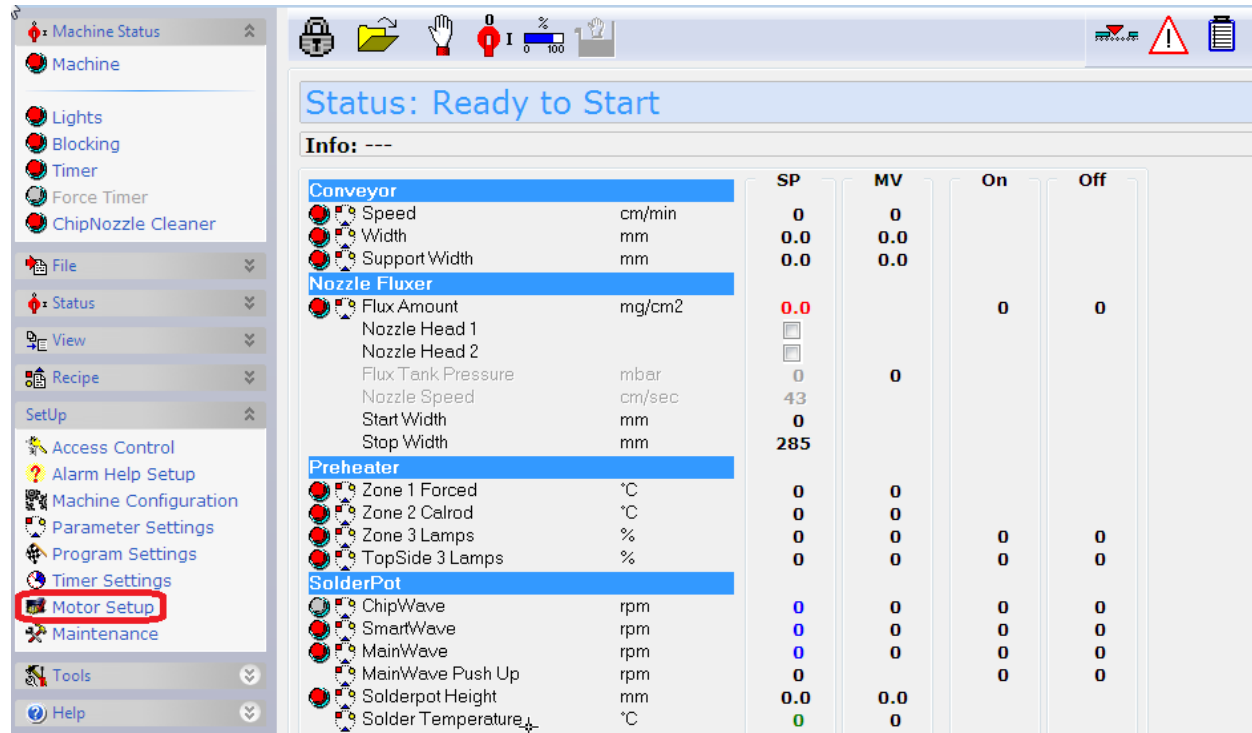 Machine Status
Machine
Lights
Blocking
Timer
Force Timer
ChipNozzle Cleaner
File
Status
View
Recipe
SetUp
Access Control
Alarm Help Setup
Machine Configuration
Parameter Settings
Program Settings
Timer Settings
Motor Setup
Maintenance
Tools
Help
0 I % 0 100
Status: Ready to Start
Info: ---
Conveyor SP MV On Off
Speed cm/min 0 0
Width mm 0.0 0.0
Support Width mm 0.0 0.0
Nozzle Fluxer
Flux Amount mg/cm2 0.0 0 0
Nozzle Head 1
Nozzle Head 2
Flux Tank Pressure mbar 0 0
Nozzle Speed cm/sec 43
Start Width mm 0
Stop Width mm 285
Preheater
Zone 1 Forced °C 0 0
Zone 2 Calrod °C 0 0
Zone 3 Lamps % 0 0 0 0
TopSide 3 Lamps % 0 0 0 0
SolderPot
ChipWave rpm 0 0 0 0
SmartWave rpm 0 0 0 0
MainWave rpm 0 0 0 0
MainWave Push Up rpm 0 0 0
Solderpot Height mm 0.0 0.0
Solder Temperature °C 0 0